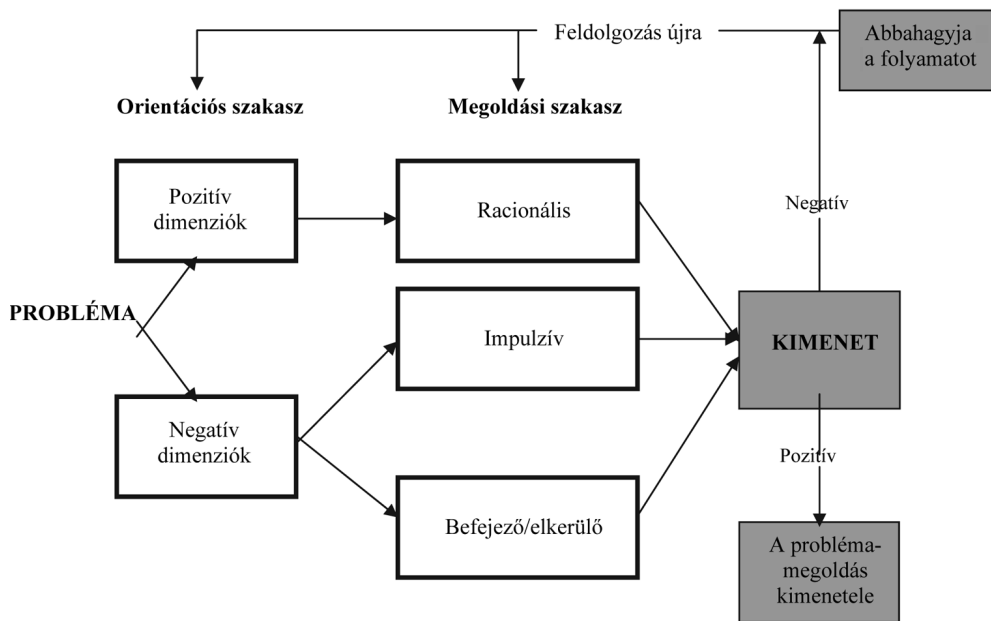 Feldolgozás újra
Abbahagyja
a folyamatot
Orientációs szakasz
Megoldási szakasz
Pozitív
dimenziók
Racionális
Negatív
PROBLÉMA
Impulzív
KIMENET
Negatív
dimenziók
Pozitív
Befejező/elkerülő
A probléma-
megoldás
kimenetele